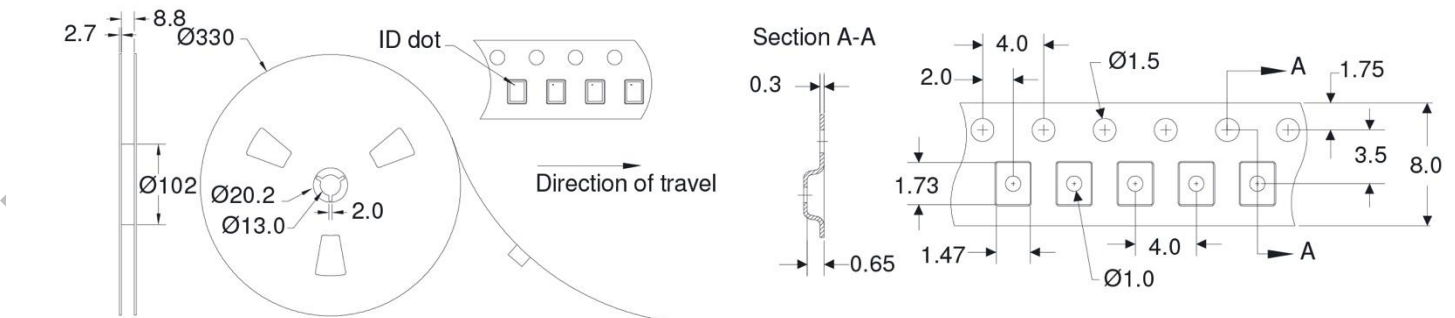 8.8
2.7
Ø330
ID dot
Ø102
Ø20.2
Ø13.0
2.0
Direction of travel
Section A-A
0.3
0.65
4.0
2.0
Ø1.5
A
1.75
3.5
8.0
1.73
1.47
4.0
Ø1.0
A